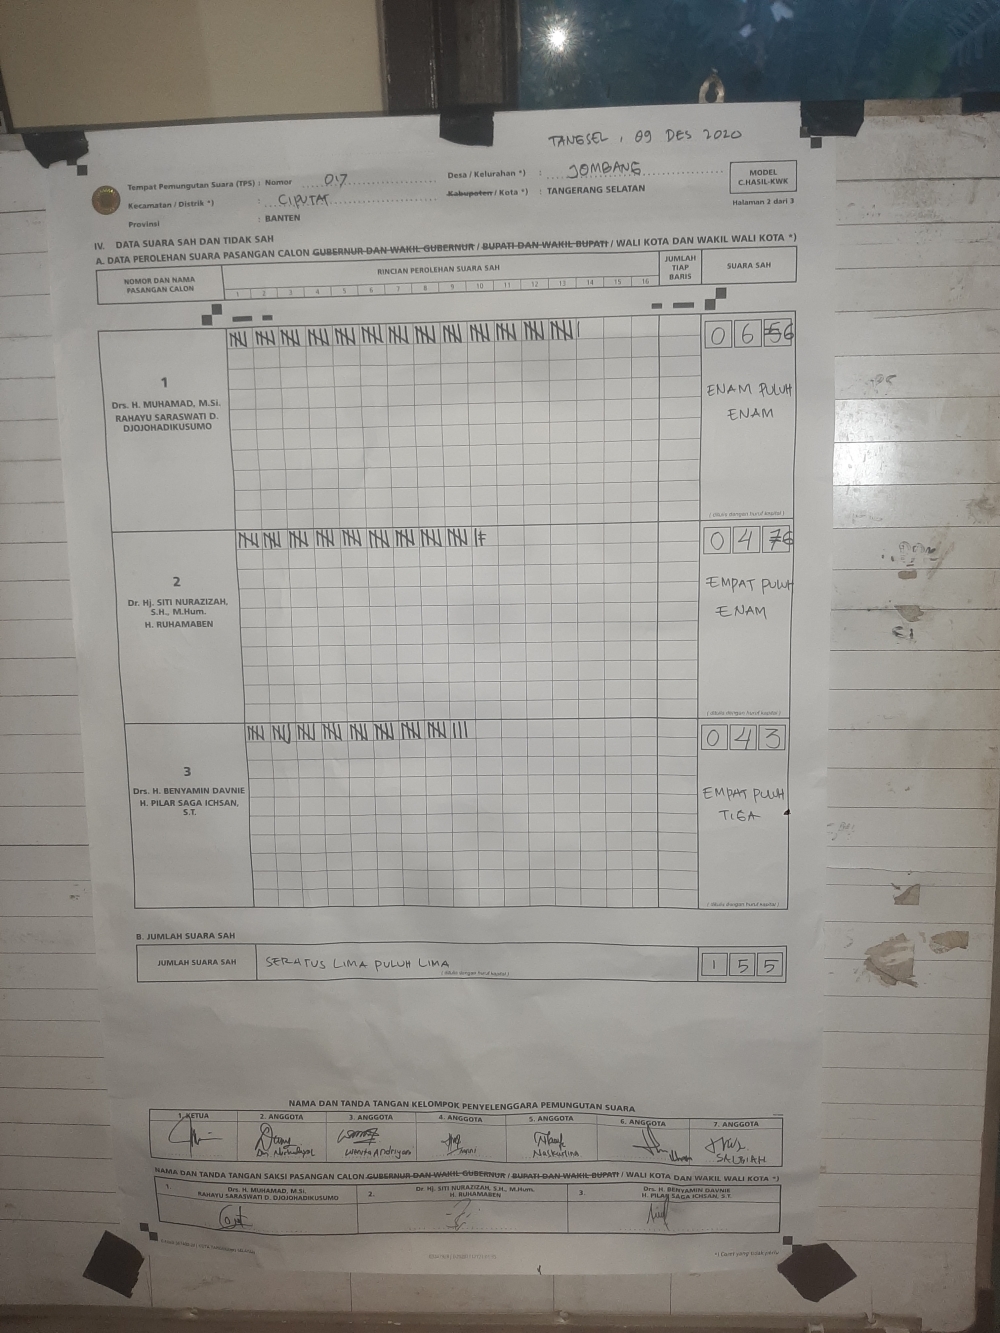 TANGSEL, 09 DES 2020
Tempat Pemungutan Suara (TPS) : Nomor 017
Desa / Kelurahan *) : JOMBANG
MODEL
C.HASIL-KWK
Kecamatan / Distrik *) : CIPUTAT
Kabupaten / Kota *) : TANGERANG SELATAN
Halaman 2 dari 3
Provinsi : BANTEN
IV. DATA SUARA SAH DAN TIDAK SAH
A. DATA PEROLEHAN SUARA PASANGAN CALON GUBERNUR DAN WAKIL GUBERNUR / BUPATI DAN WAKIL BUPATI / WALI KOTA DAN WAKIL WALI KOTA *)
NOMOR DAN NAMA
PASANGAN CALON
RINCIAN PEROLEHAN SUARA SAH
1 2 3 4 5 6 7 8 9 10 11 12 13 14 15 16
JUMLAH
TIAP
BARIS
SUARA SAH
1
Drs. H. MUHAMAD, M.Si.
RAHAYU SARASWATI D.
DJOJOHADIKUSUMO
0 6 6
ENAM PULUH
ENAM
( ditulis dengan huruf kapital )
2
Dr. Hj. SITI NURAZIZAH,
S.H., M.Hum.
H. RUHAMABEN
0 4 6
EMPAT PULUH
ENAM
( ditulis dengan huruf kapital )
3
Drs. H. BENYAMIN DAVNIE
H. PILAR SAGA ICHSAN,
S.T.
0 4 3
EMPAT PULUH
TIGA
( ditulis dengan huruf kapital )
B. JUMLAH SUARA SAH
JUMLAH SUARA SAH
SERATUS LIMA PULUH LIMA
( ditulis dengan huruf kapital )
1 5 5
NAMA DAN TANDA TANGAN KELOMPOK PENYELENGGARA PEMUNGUTAN SUARA
1. KETUA
2. ANGGOTA
3. ANGGOTA
4. ANGGOTA
5. ANGGOTA
6. ANGGOTA
7. ANGGOTA
SALBIAH
NAMA DAN TANDA TANGAN SAKSI PASANGAN CALON GUBERNUR DAN WAKIL GUBERNUR / BUPATI DAN WAKIL BUPATI / WALI KOTA DAN WAKIL WALI KOTA *)
1. Drs. H. MUHAMAD, M.Si.
RAHAYU SARASWATI D. DJOJOHADIKUSUMO
2. Dr. Hj. SITI NURAZIZAH, S.H., M.Hum.
H. RUHAMABEN
3. Drs. H. BENYAMIN DAVNIE
H. PILAR SAGA ICHSAN, S.T.
*) Coret yang tidak perlu